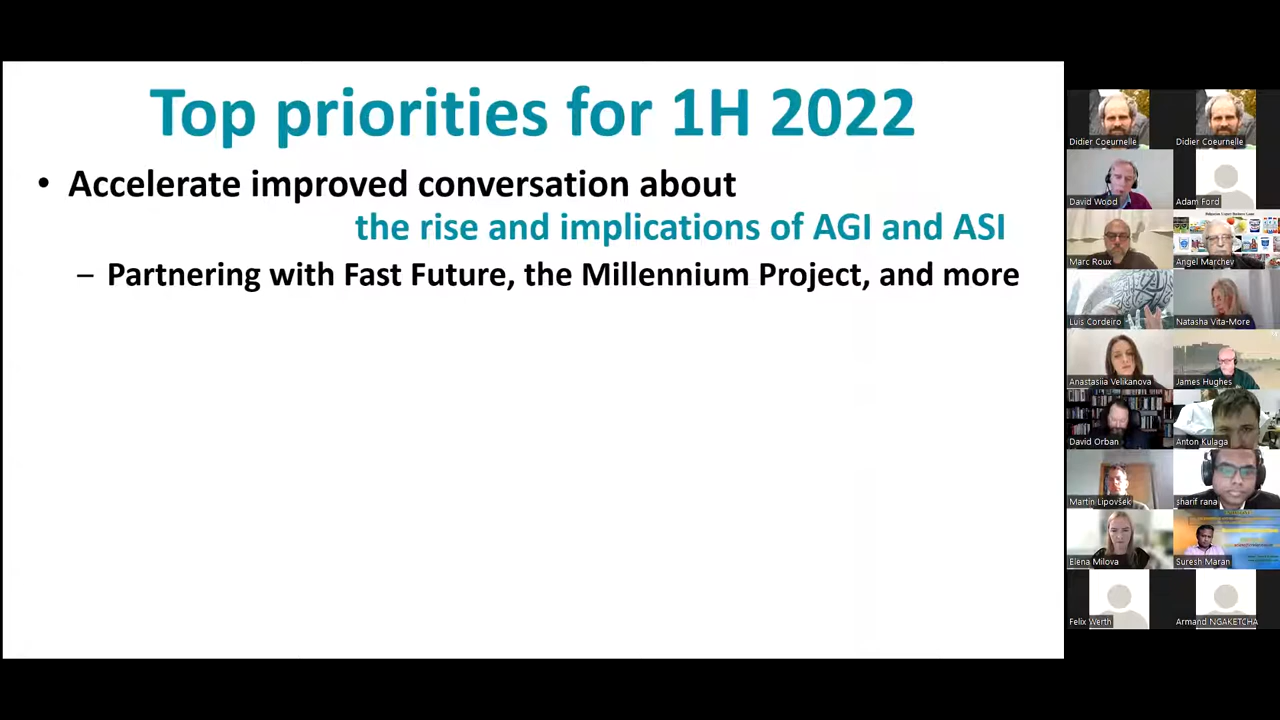 Top priorities for 1H 2022
• Accelerate improved conversation about
the rise and implications of AGI and ASI
– Partnering with Fast Future, the Millennium Project, and more
Didier Coeurnelle
Didier Coeurnelle
David Wood
Adam Ford
Marc Roux
Angel Marchev
Luis Cordeiro
Natasha Vita-More
Anastasiia Velikanova
James Hughes
David Orban
Anton Kulaga
Martin Lipovšek
sharif rana
Elena Milova
Suresh Maran
Felix Werth
Armand NGAKETCHA